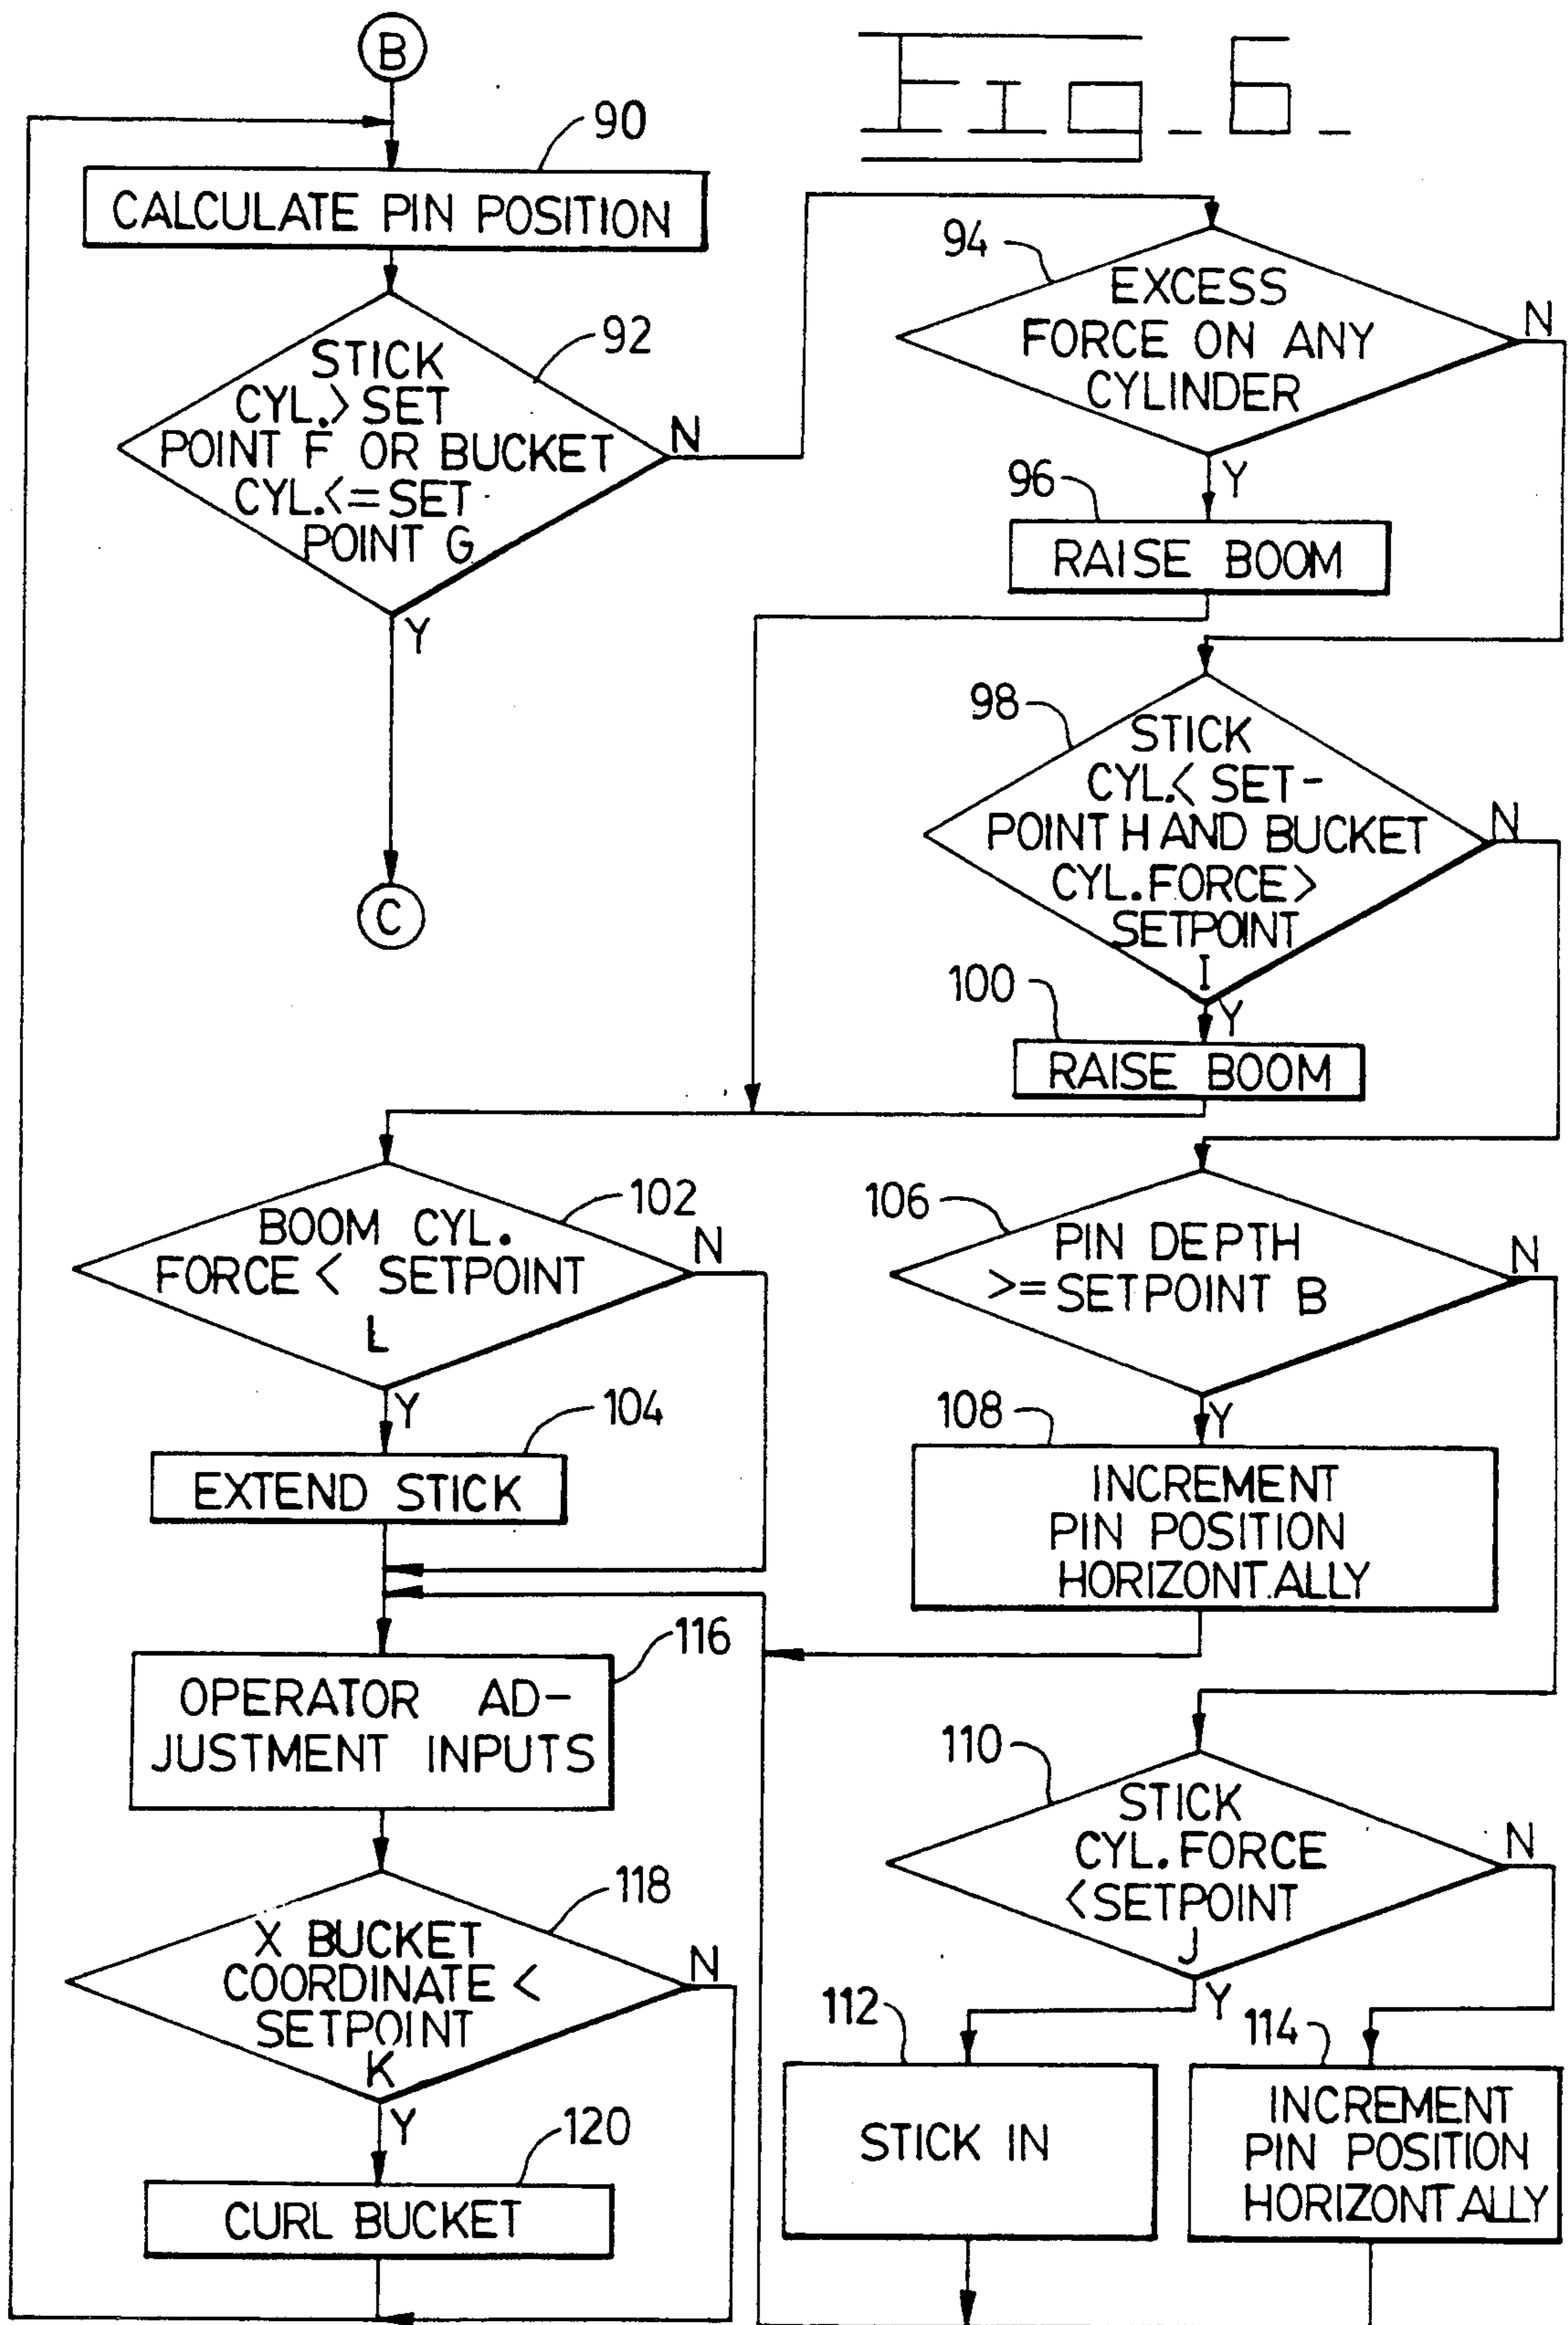 B
Fig_6_
90
CALCULATE PIN POSITION
92
STICK
CYL.>SET
POINT F OR BUCKET
CYL.<=SET
POINT G
N
Y
C
94
EXCESS
FORCE ON ANY
CYLINDER
N
Y
96
RAISE BOOM
98
STICK
CYL.< SET-
POINT H AND BUCKET
CYL.FORCE>
SETPOINT
I
N
Y
100
RAISE BOOM
102
BOOM CYL.
FORCE < SETPOINT
L
N
Y
104
EXTEND STICK
106
PIN DEPTH
>=SETPOINT B
N
Y
108
INCREMENT
PIN POSITION
HORIZONTALLY
110
STICK
CYL.FORCE
<SETPOINT
J
N
Y
112
STICK IN
114
INCREMENT
PIN POSITION
HORIZONTALLY
116
OPERATOR AD-
JUSTMENT INPUTS
118
X BUCKET
COORDINATE <
SETPOINT
K
N
Y
120
CURL BUCKET